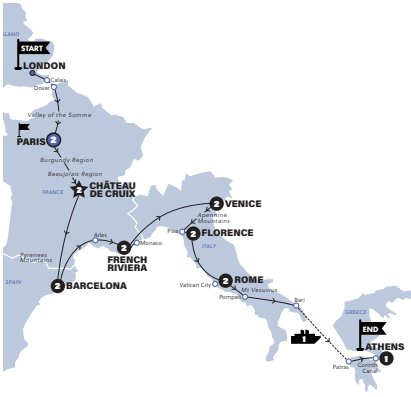 LAND
START
LONDON
Calais
Dover
Valley of the Somme
PARIS
2
Burgundy Region
Beaujolais Region
FRANCE
2
CHÂTEAU
DE CRUIX
2
VENICE
Apennine
Mountains
Pisa
2
FLORENCE
ITALY
Arles
2
Monaco
FRENCH
RIVIERA
Pyrenees
Mountains
SPAIN
2
BARCELONA
Vatican City
2
ROME
Mt Vesuvius
Pompeii
Bari
1
GREECE
END
ATHENS
1
Patras
Corinth
Canal